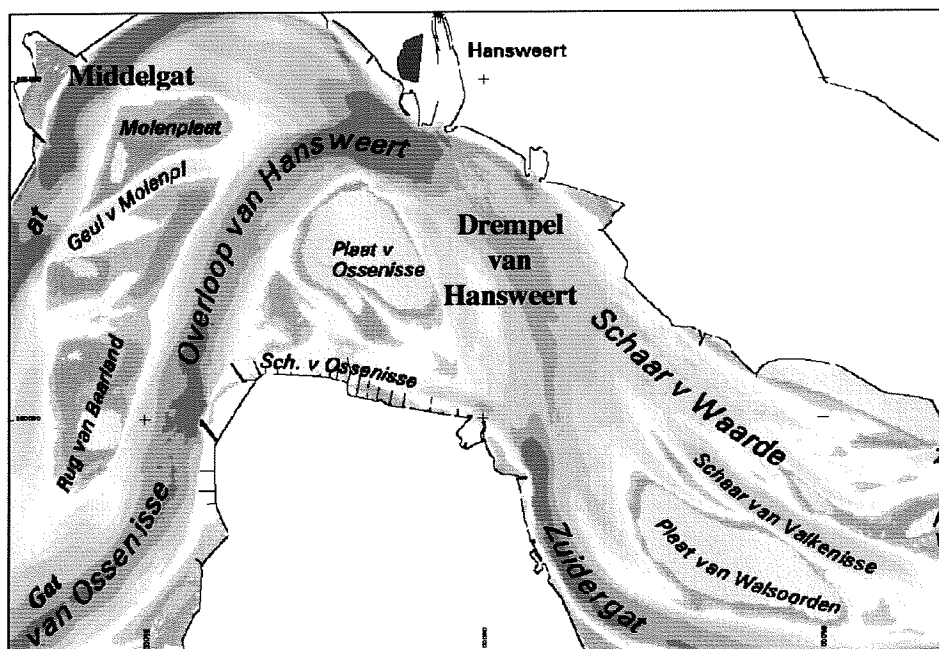 Hansweert
Middelgat
Molenplaat
Geul v Molenpl
at
Overloop van Hansweert
Plaat v
Ossenisse
Drempel
van
Hansweert
Schaar v Waarde
Sch. v Ossenisse
Rug van Baarland
Schaar van Valkenisse
Plaat van Walsoorden
Zuidergat
Gat
van Ossenisse